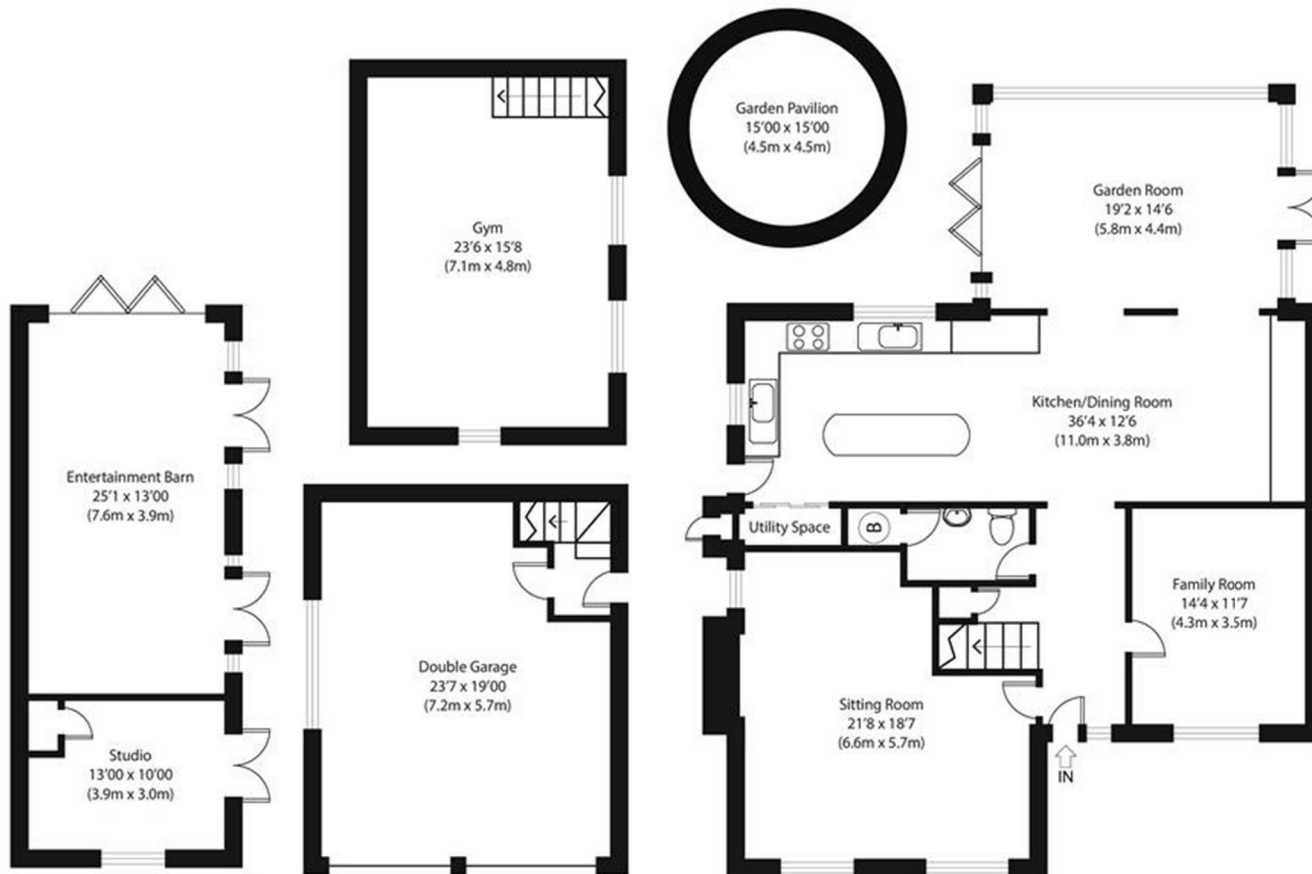 Garden Pavilion
15'00 x 15'00
(4.5m x 4.5m)
Garden Room
19'2 x 14'6
(5.8m x 4.4m)
Gym
23'6 x 15'8
(7.1m x 4.8m)
Kitchen/Dining Room
36'4 x 12'6
(11.0m x 3.8m)
Entertainment Barn
25'1 x 13'00
(7.6m x 3.9m)
Utility Space
B
Family Room
14'4 x 11'7
(4.3m x 3.5m)
Double Garage
23'7 x 19'00
(7.2m x 5.7m)
Sitting Room
21'8 x 18'7
(6.6m x 5.7m)
Studio
13'00 x 10'00
(3.9m x 3.0m)
IN